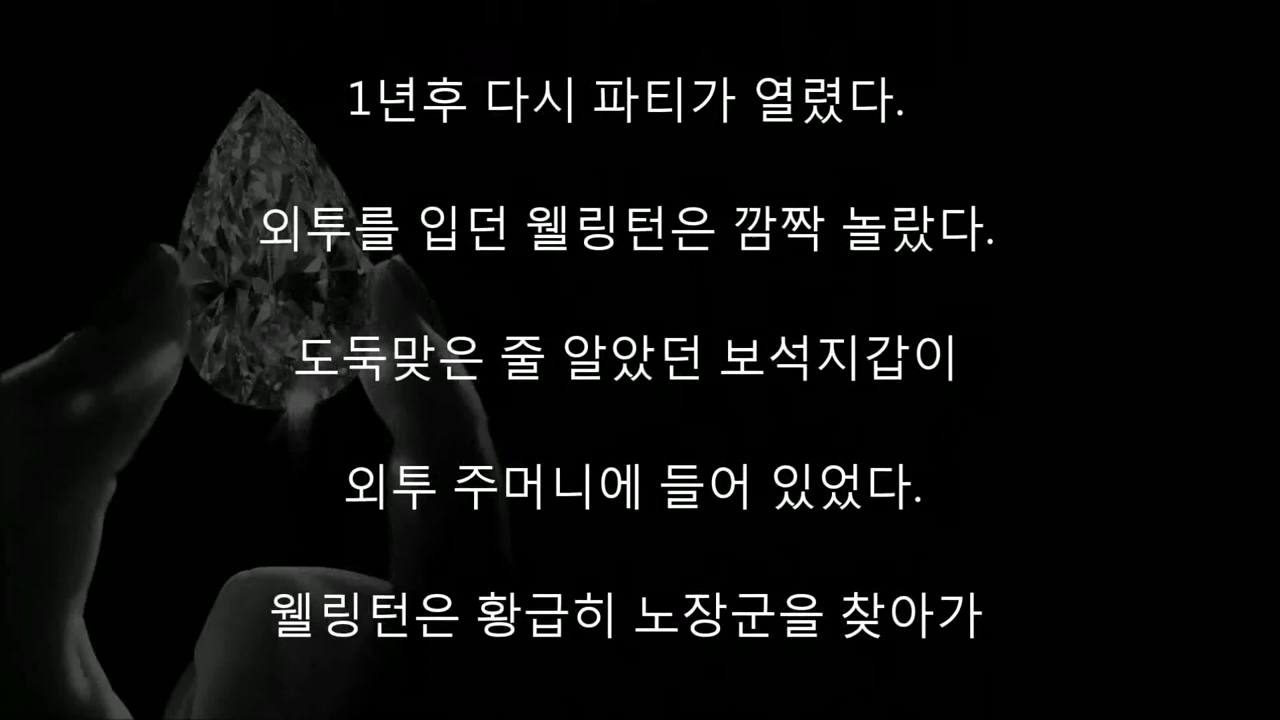 1년후 다시 파티가 열렸다.
외투를 입던 웰링턴은 깜짝 놀랐다.
도둑맞은 줄 알았던 보석지갑이
외투 주머니에 들어 있었다.
웰링턴은 황급히 노장군을 찾아가